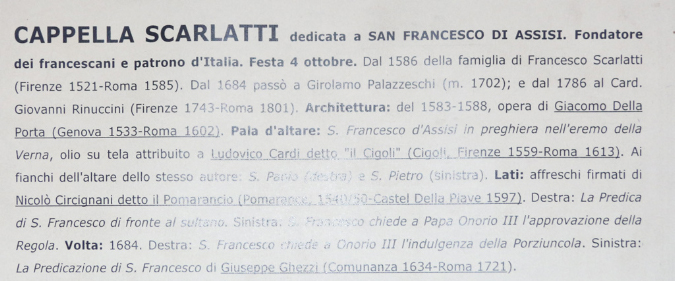 CAPPELLA SCARLATTI dedicata a SAN FRANCESCO DI ASSISI. Fondatore
dei francescani e patrono d'Italia. Festa 4 ottobre. Dal 1586 della famiglia di Francesco Scarlatti
(Firenze 1521-Roma 1585). Dal 1684 passò a Girolamo Palazzeschi (m. 1702); e dal 1786 al Card.
Giovanni Rinuccini (Firenze 1743-Roma 1801). Architettura: del 1583-1588, opera di Giacomo Della
Porta (Genova 1533-Roma 1602). Pala d'altare: S. Francesco d'Assisi in preghiera nell'eremo della
Verna, olio su tela attribuito a Ludovico Cardi detto "il Cigoli" (Cigoli, Firenze 1559-Roma 1613). Ai
fianchi dell'altare dello stesso autore: S. Paolo (destra) e S. Pietro (sinistra). Lati: affreschi firmati di
Nicolò Circignani detto il Pomarancio (Pomarance, 1540/50-Castel Della Piave 1597). Destra: La Predica
di S. Francesco di fronte al sultano. Sinistra: S. Francesco chiede a Papa Onorio III l'approvazione della
Regola. Volta: 1684. Destra: S. Francesco chiede a Onorio III l'indulgenza della Porziuncola. Sinistra:
La Predicazione di S. Francesco di Giuseppe Ghezzi (Comunanza 1634-Roma 1721).